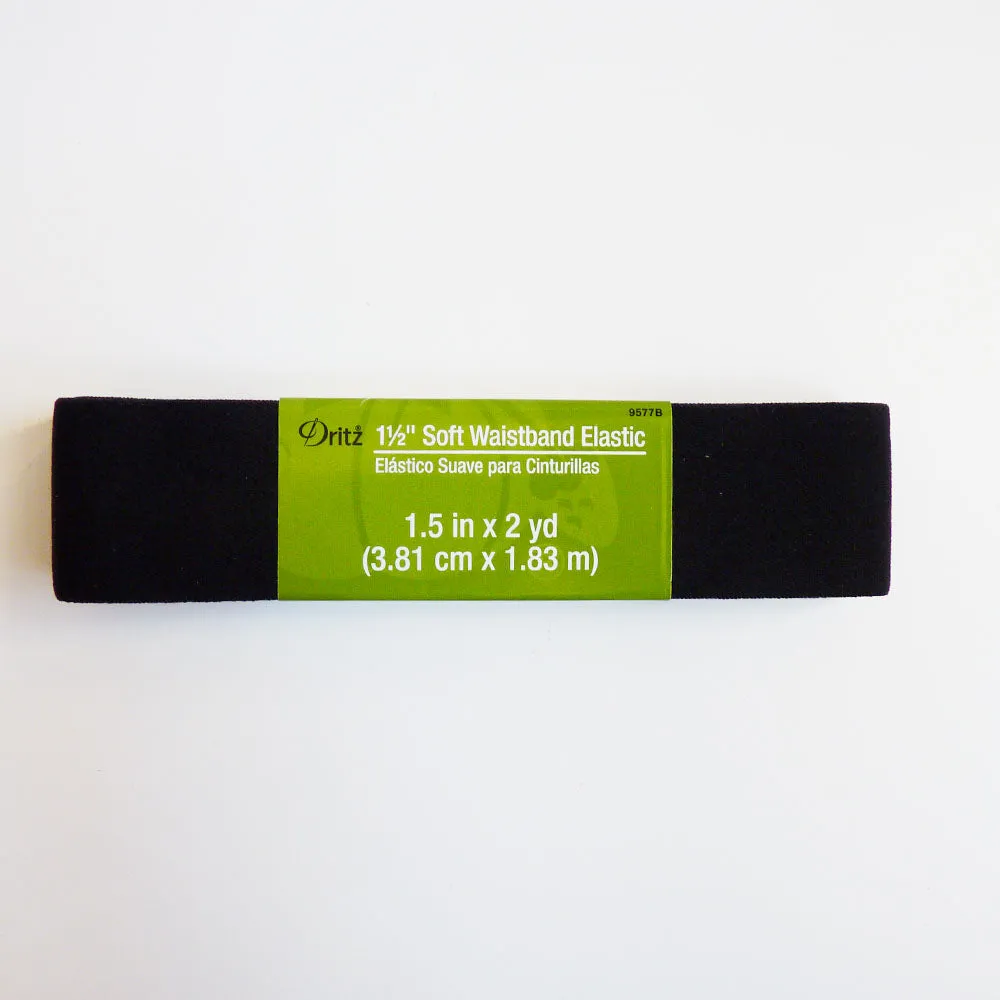 9577B
Dritz® 1½" Soft Waistband Elastic
Elástico Suave para Cinturillas
1.5 in x 2 yd
(3.81 cm x 1.83 m)